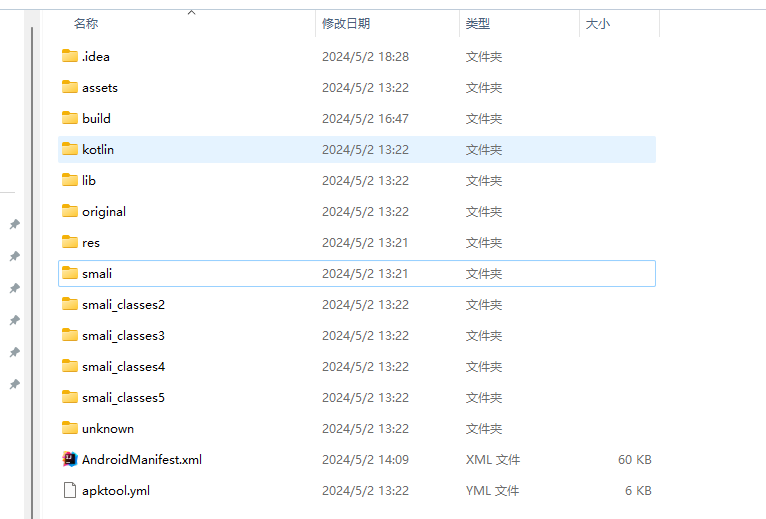 名称 修改日期 类型 大小
.idea 2024/5/2 18:28 文件夹
assets 2024/5/2 13:22 文件夹
build 2024/5/2 16:47 文件夹
kotlin 2024/5/2 13:22 文件夹
lib 2024/5/2 13:22 文件夹
original 2024/5/2 13:22 文件夹
res 2024/5/2 13:21 文件夹
smali 2024/5/2 13:21 文件夹
smali_classes2 2024/5/2 13:22 文件夹
smali_classes3 2024/5/2 13:22 文件夹
smali_classes4 2024/5/2 13:22 文件夹
smali_classes5 2024/5/2 13:22 文件夹
unknown 2024/5/2 13:22 文件夹
AndroidManifest.xml 2024/5/2 14:09 XML 文件 60 KB
apktool.yml 2024/5/2 13:22 YML 文件 6 KB